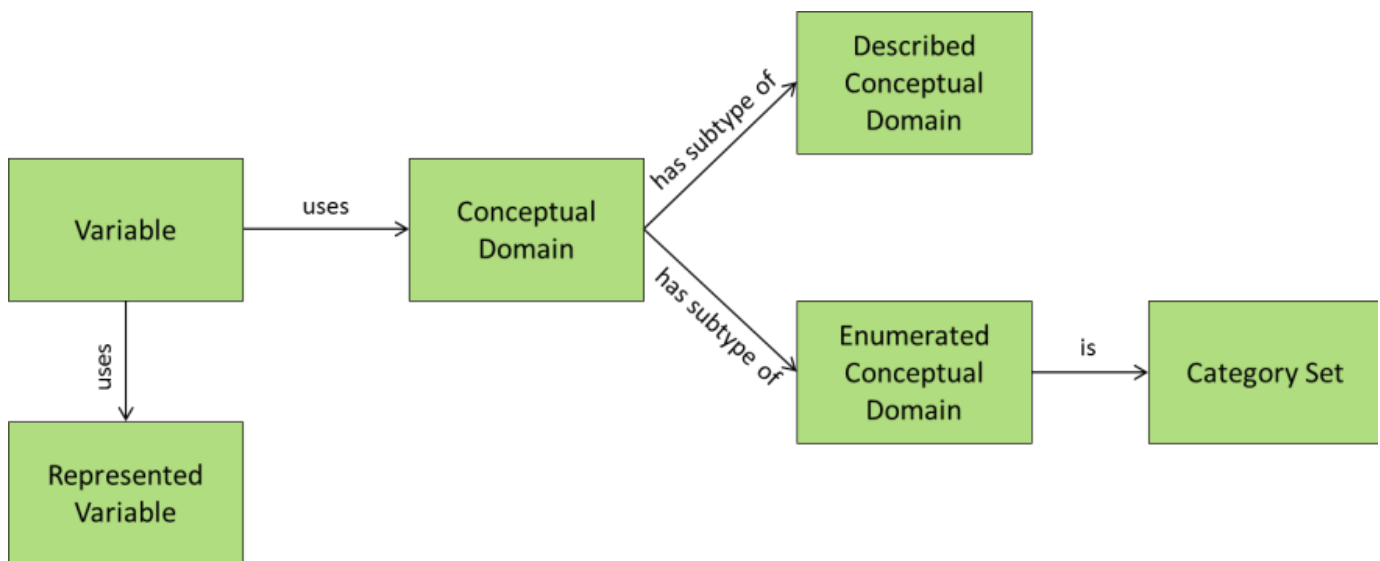 Described
Conceptual
Domain
has subtype of
Variable
uses
Conceptual
Domain
has subtype of
Enumerated
Conceptual
Domain
is
Category Set
uses
Represented
Variable